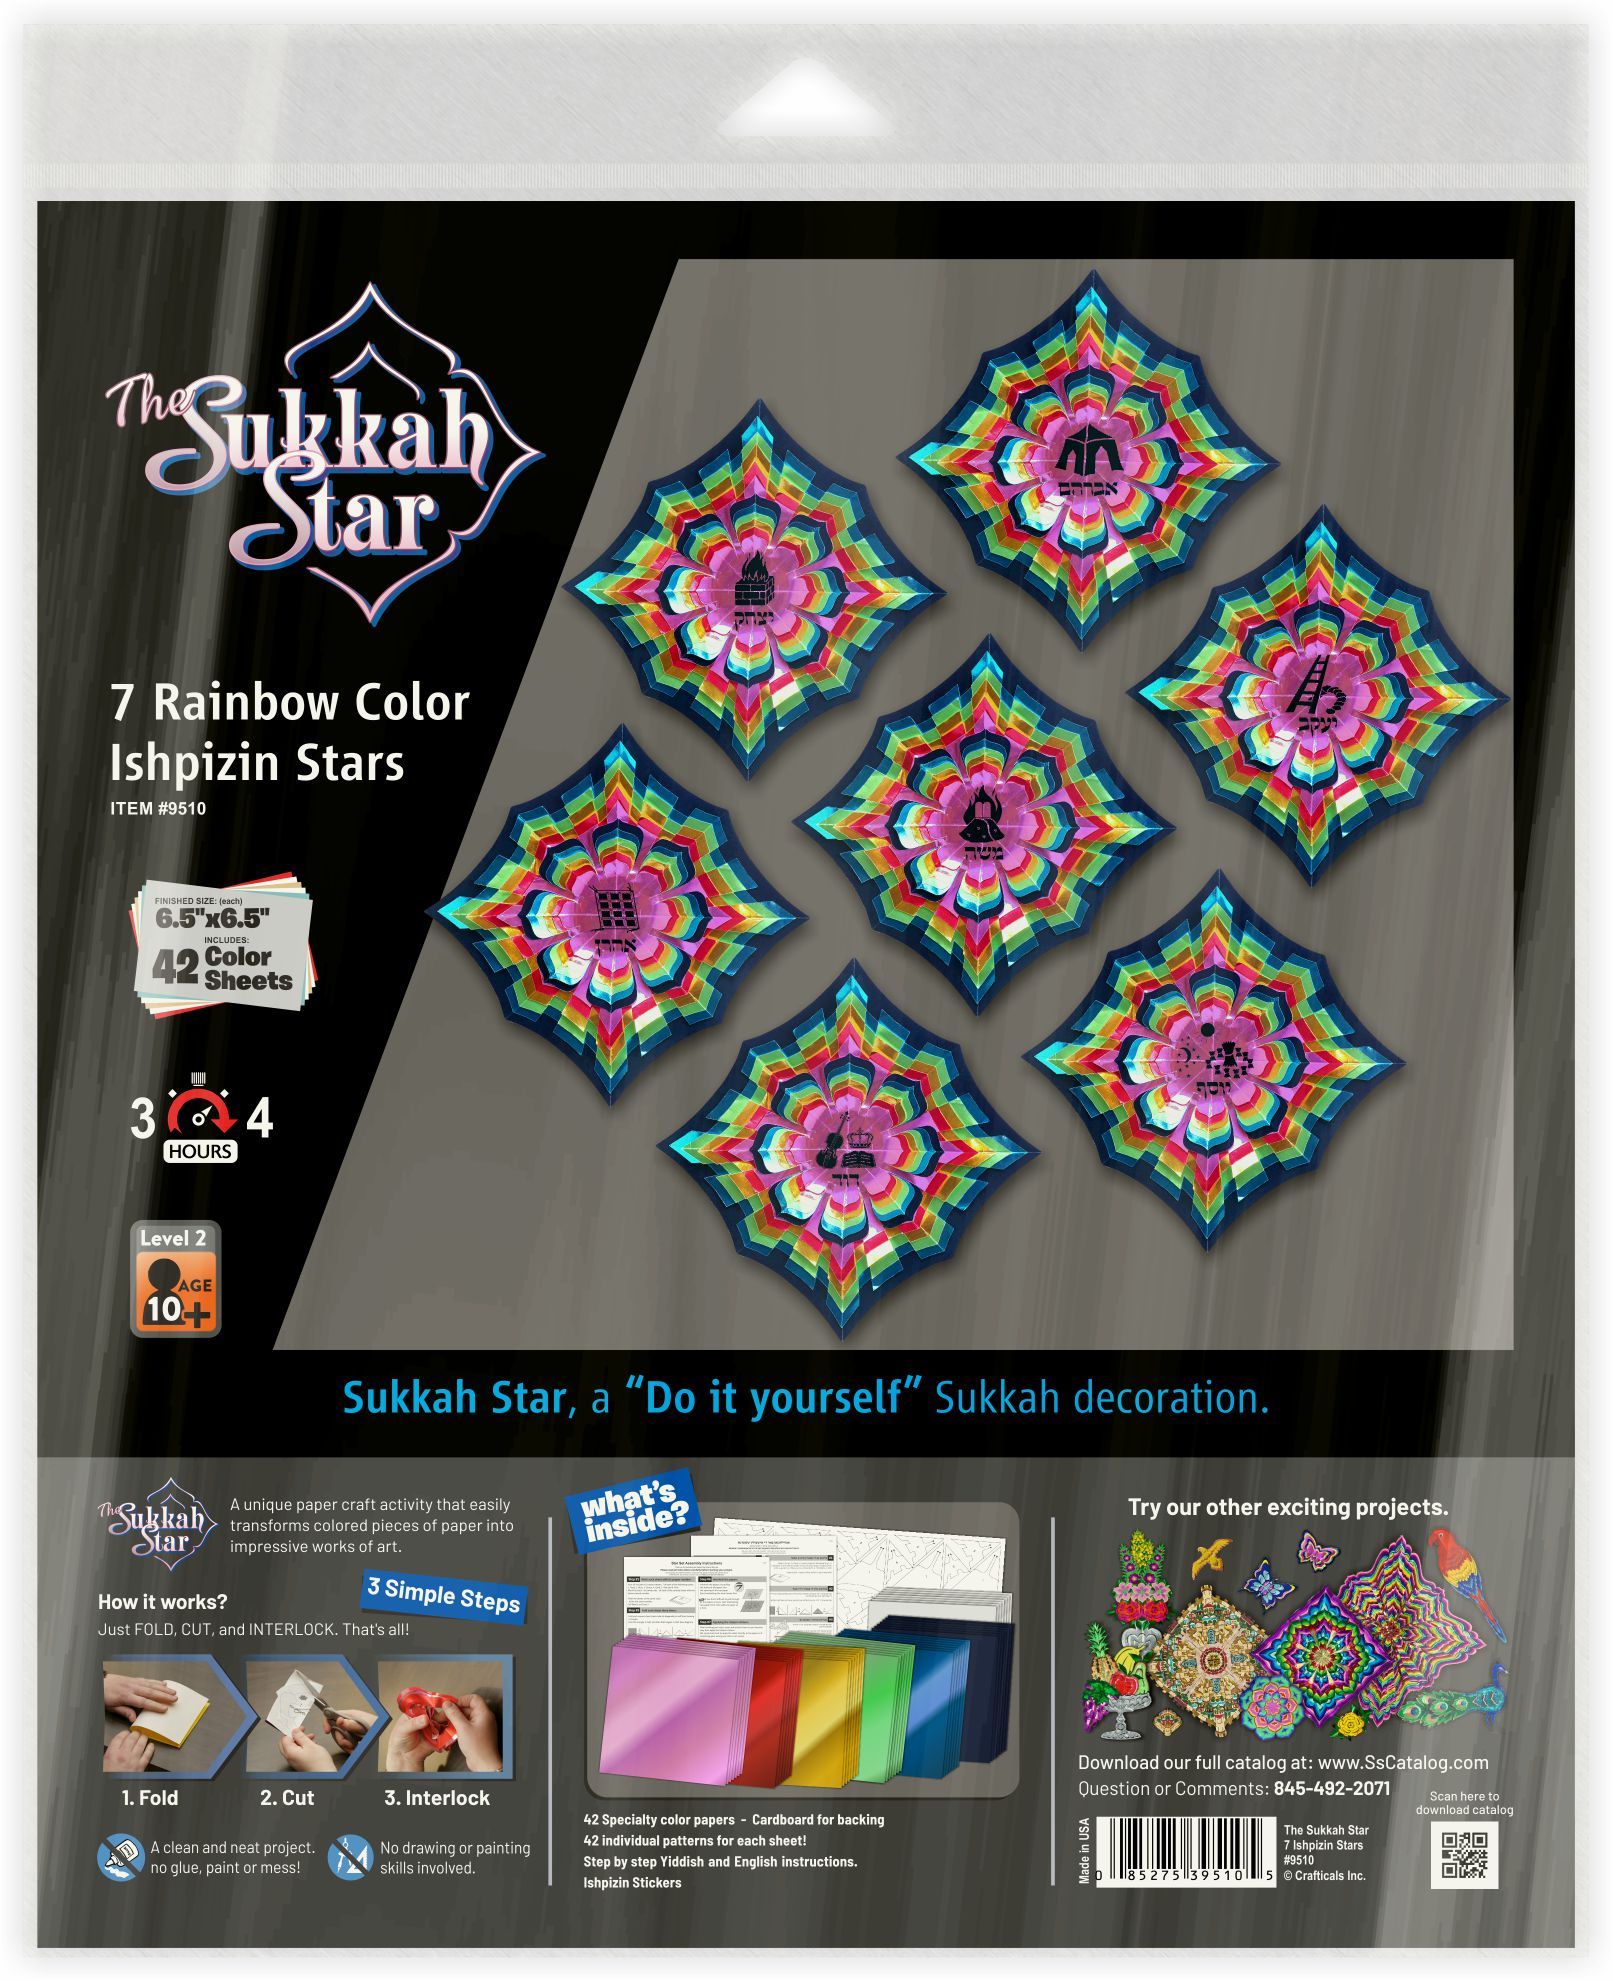 The Sukkah
Star
7 Rainbow Color
Ishpizin Stars
ITEM #9510
FINISHED SIZE: (each)
6.5"x6.5"
INCLUDES:
42 Color
Sheets
3 4
HOURS
Level 2
AGE
10+
אברהם
יצחק
יעקב
משה
אהרן
יוסף
דוד
Sukkah Star, a “Do it yourself” Sukkah decoration.
The Sukkah
Star
A unique paper craft activity that easily
transforms colored pieces of paper into
impressive works of art.
3 Simple Steps
How it works?
Just FOLD, CUT, and INTERLOCK. That's all!
1. Fold
2. Cut
3. Interlock
A clean and neat project.
no glue, paint or mess!
No drawing or painting
skills involved.
what's
inside?
Star Set Assembly Instructions
42 Specialty color papers - Cardboard for backing
42 individual patterns for each sheet!
Step by step Yiddish and English instructions.
Ishpizin Stickers
Try our other exciting projects.
Download our full catalog at: www.SsCatalog.com
Question or Comments: 845-492-2071
Scan here to
download catalog
Made in USA
0 85275 39510 5
The Sukkah Star
7 Ishpizin Stars
#9510
© Crafticals Inc.